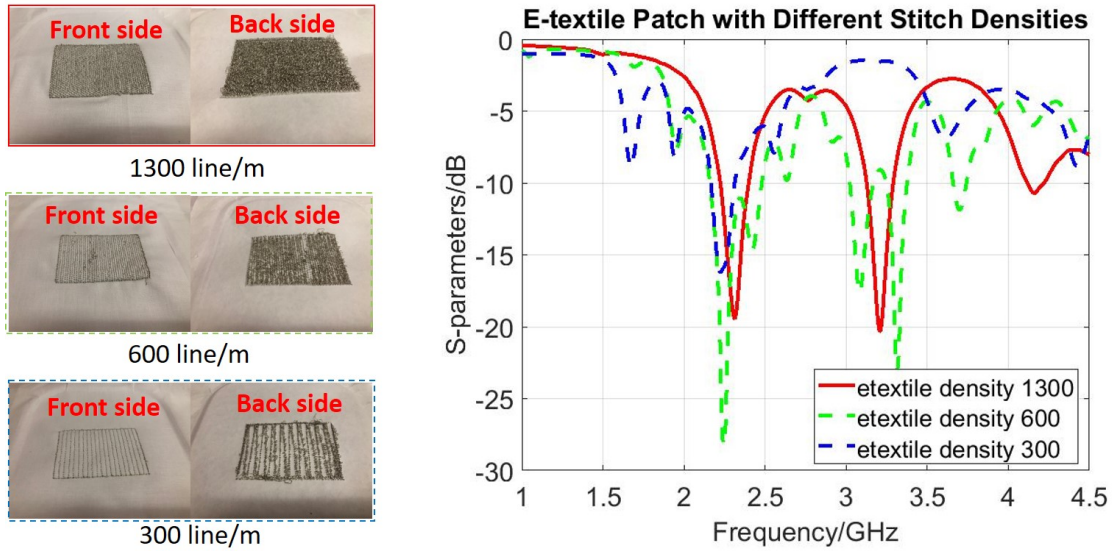 Front side
Back side
1300 line/m
Front side
Back side
600 line/m
Front side
Back side
300 line/m
E-textile Patch with Different Stitch Densities
S-parameters/dB
0
-5
-10
-15
-20
-25
-30
1
1.5
2
2.5
3
3.5
4
4.5
Frequency/GHz
etextile density 1300
etextile density 600
etextile density 300